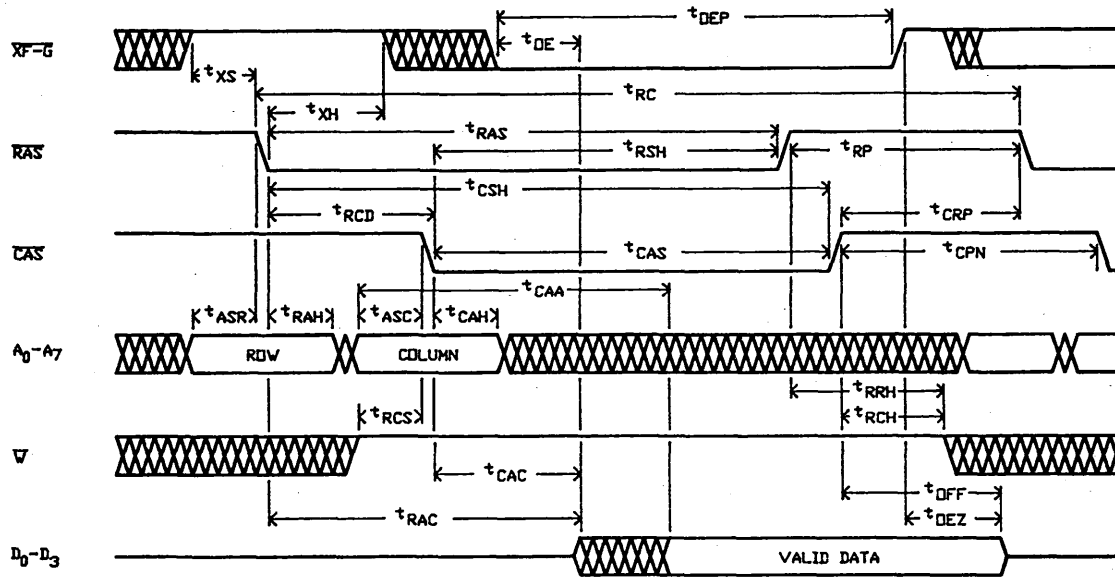 XF-G
tOEP
tOE
tXS
tRC
tXH
RAS
tRAS
tRSH
tRP
tCSH
tRCD
tCRP
CAS
tCAS
tCPN
tCAA
tASR
tRAH
tASC
tCAH
A0-A7
ROW
COLUMN
tRRH
tRCS
tRCH
W
tCAC
tOFF
tRAC
tOEZ
D0-D3
VALID DATA